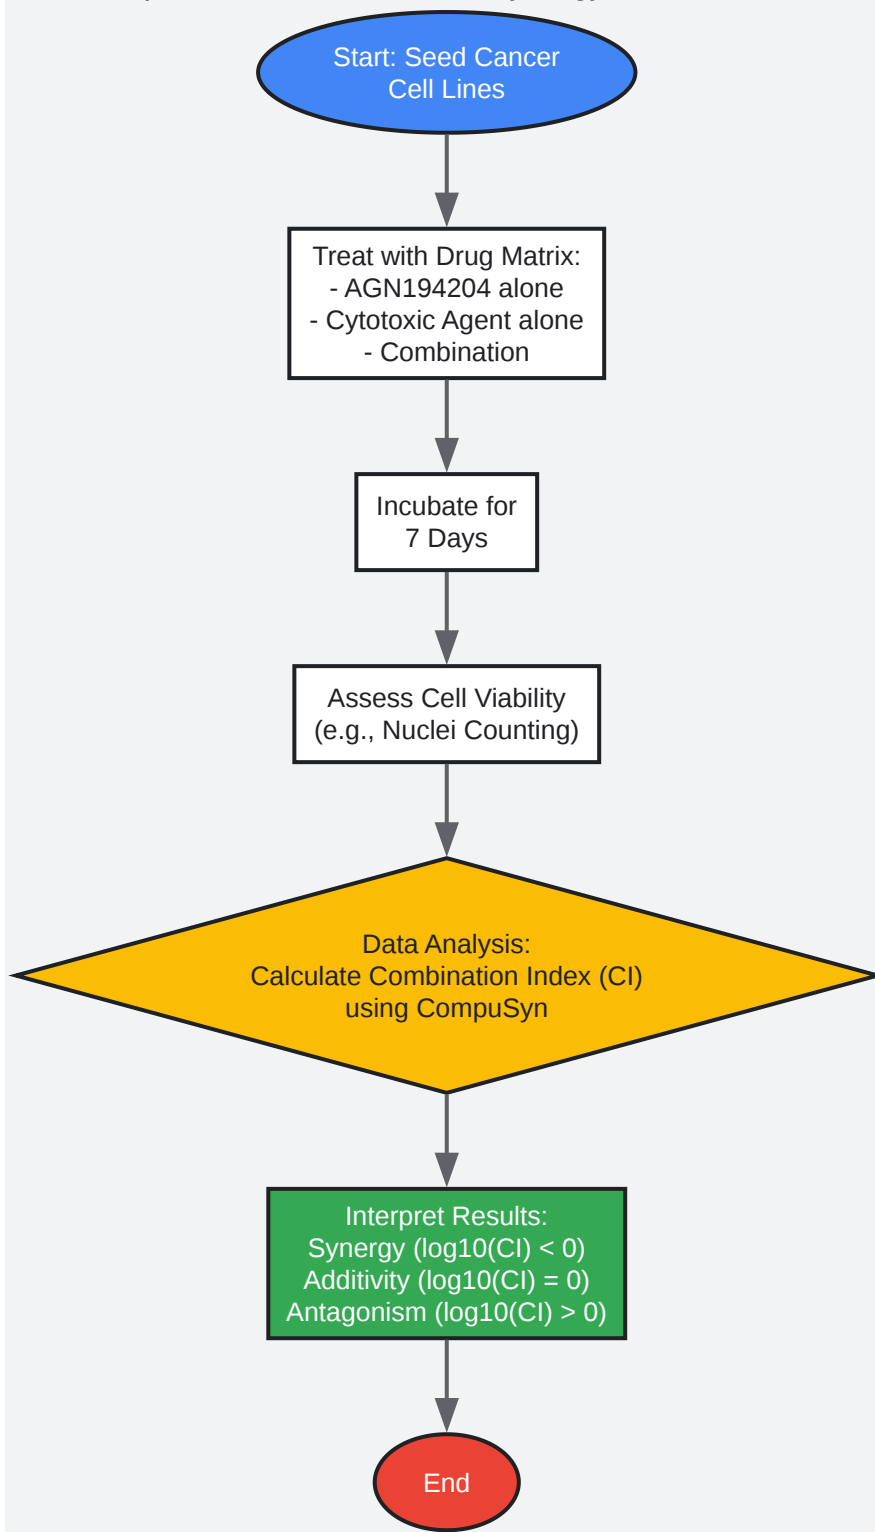 Start: Seed Cancer
Cell Lines
Treat with Drug Matrix:
- AGN194204 alone
- Cytotoxic Agent alone
- Combination
Incubate for
7 Days
Assess Cell Viability
(e.g., Nuclei Counting)
Data Analysis:
Calculate Combination Index (CI)
using CompuSyn
Interpret Results:
Synergy (log10(CI) < 0)
Additivity (log10(CI) = 0)
Antagonism (log10(CI) > 0)
End